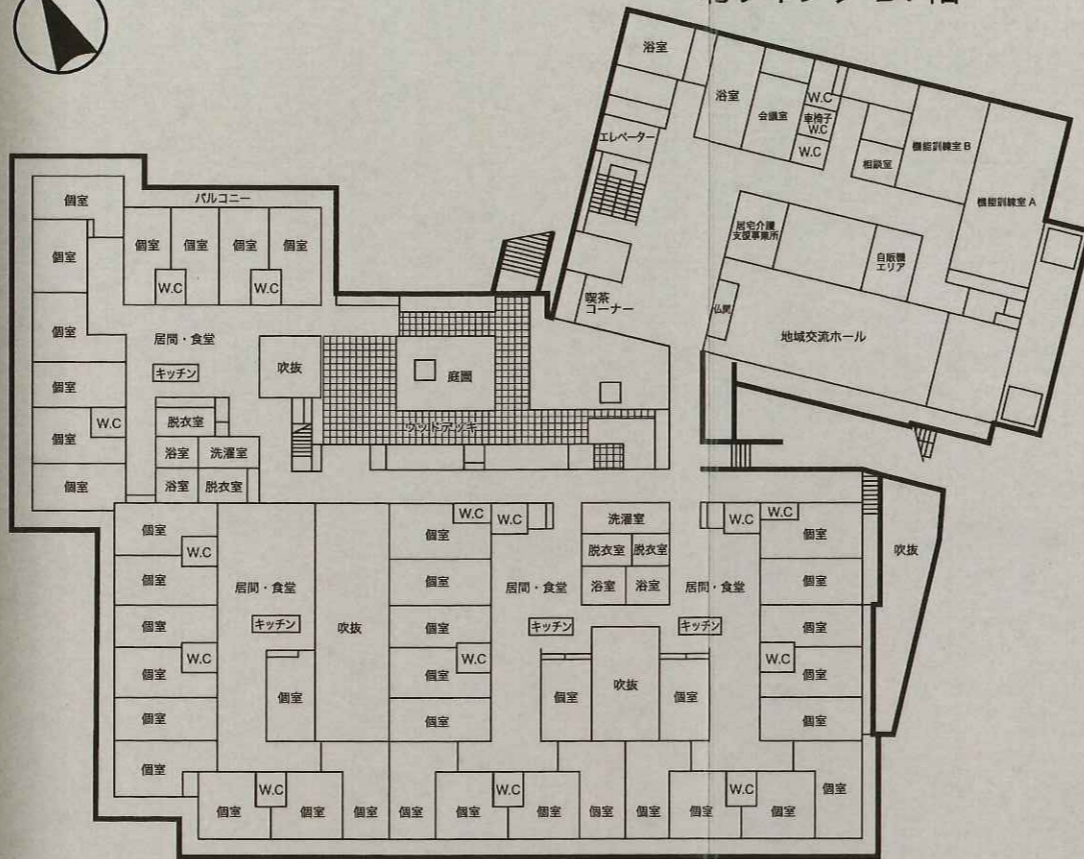 浴室
浴室
会議室
W.C
車椅子
W.C
W.C
エレベーター
相談室
機能訓練室 B
機能訓練室 A
居宅介護
支援事業所
自販機
エリア
喫茶
コーナー
仏間
地域交流ホール
バルコニー
個室
個室
個室
個室
個室
個室
W.C
W.C
個室
居間・食堂
キッチン
吹抜
庭園
ウッドデッキ
個室
個室
W.C
個室
脱衣室
浴室
洗濯室
浴室
脱衣室
個室
W.C
個室
個室
W.C
個室
個室
個室
居間・食堂
キッチン
個室
吹抜
W.C
個室
個室
個室
W.C
個室
個室
W.C
居間・食堂
キッチン
個室
洗濯室
脱衣室
脱衣室
浴室
浴室
吹抜
W.C
居間・食堂
キッチン
個室
W.C
個室
個室
個室
W.C
個室
個室
吹抜
個室
W.C
個室
個室
個室
個室
W.C
個室
個室
個室
個室
W.C
個室
個室